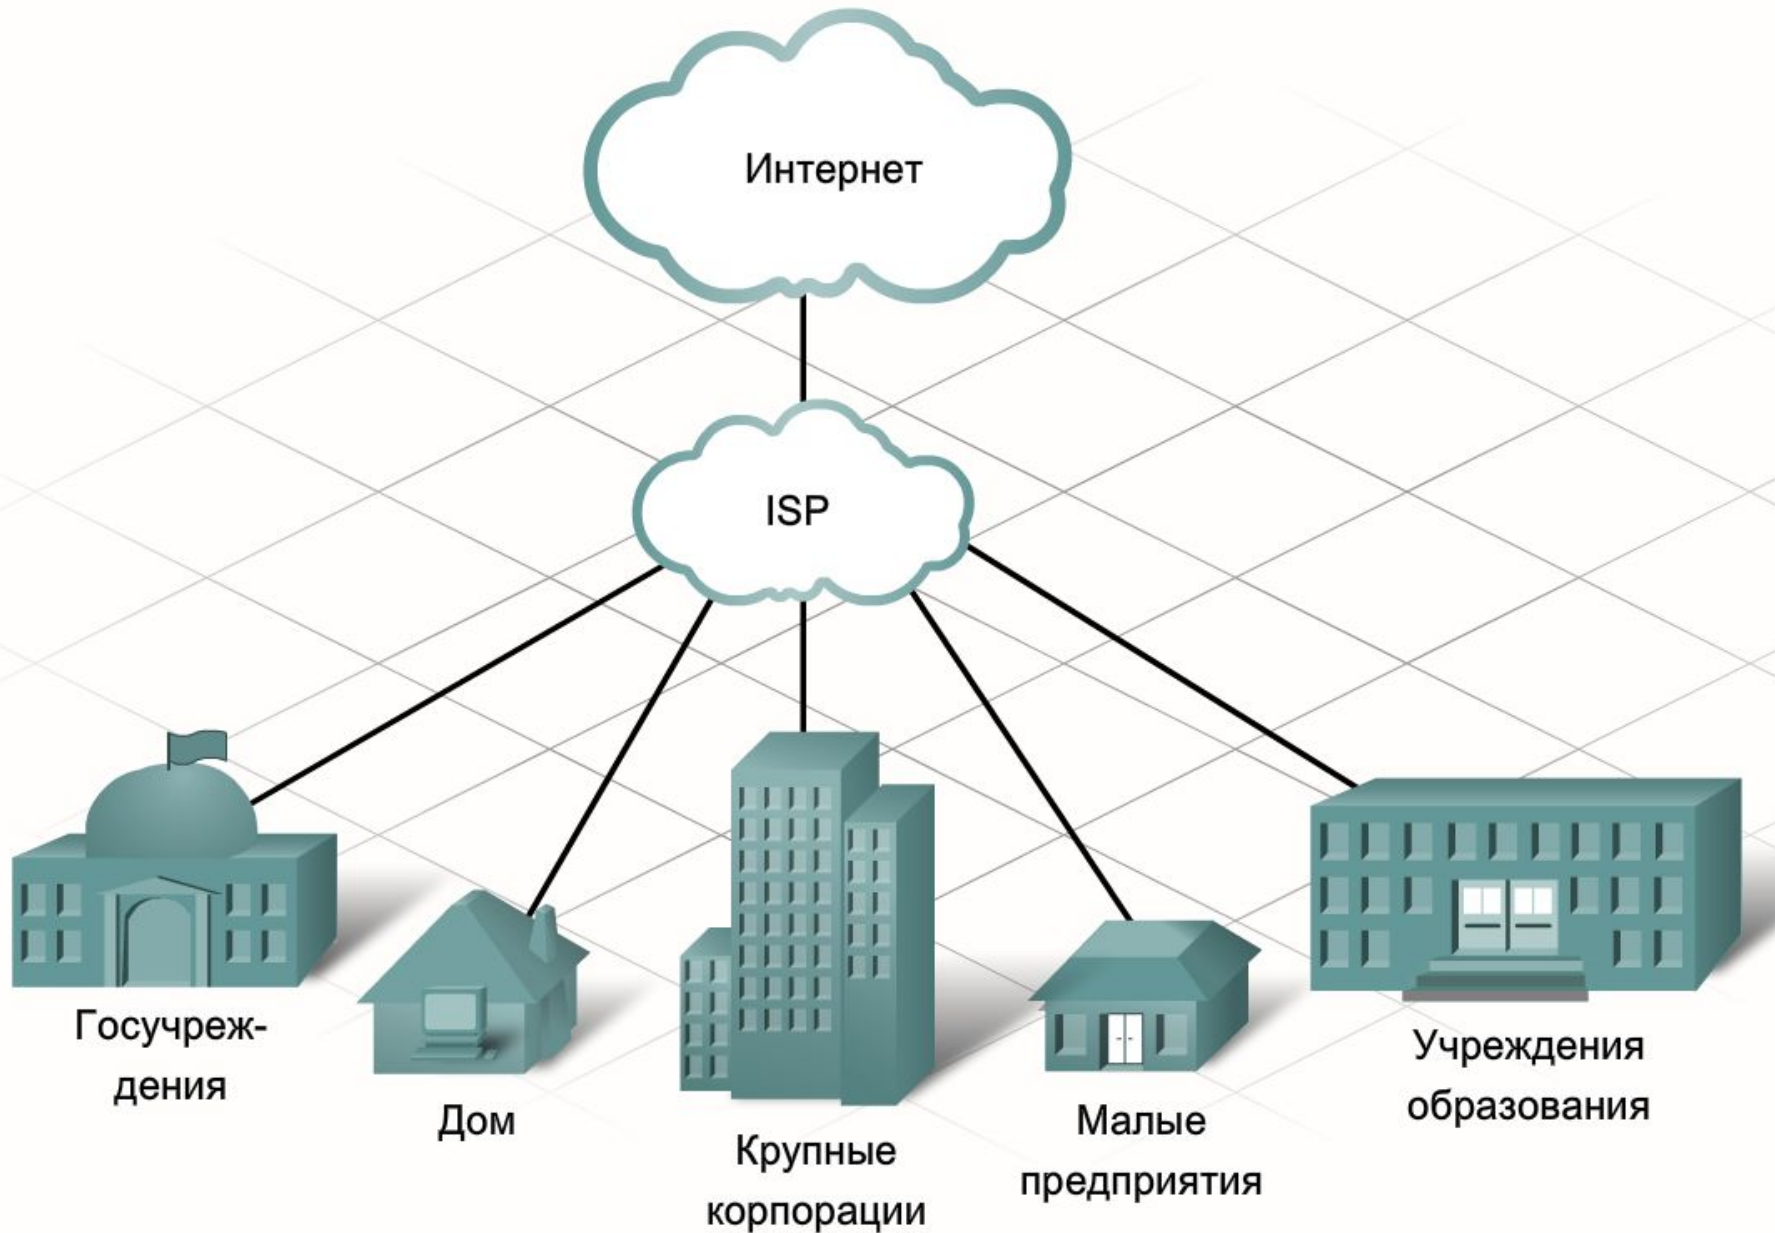 Интернет
ISP
Госучреж-
дения
Дом
Крупные
корпорации
Малые
предприятия
Учреждения
образования